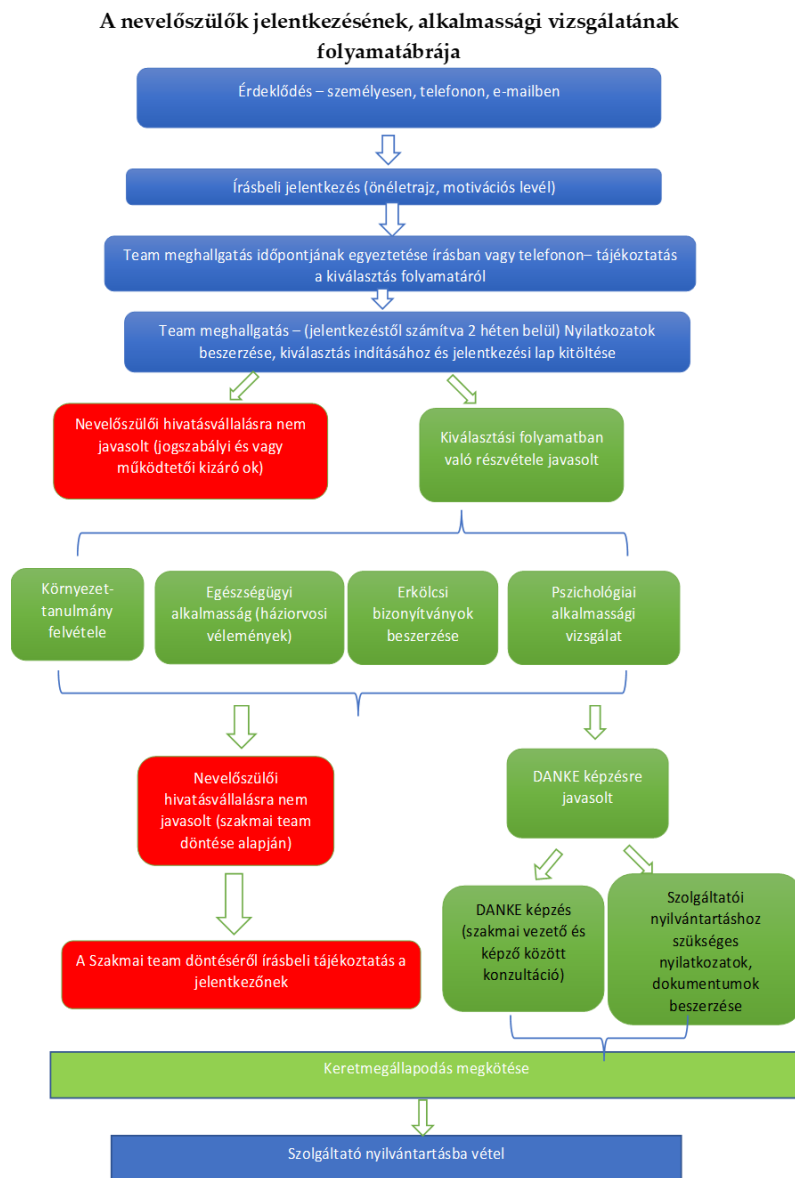 A nevelőszülők jelentkezésének, alkalmassági vizsgálatának
folyamatábrája
Érdeklődés – személyesen, telefonon, e-mailben
Írásbeli jelentkezés (önéletrajz, motivációs levél)
Team meghallgatás időpontjának egyeztetése írásban vagy telefonon– tájékoztatás
a kiválasztás folyamatáról
Team meghallgatás – (jelentkezéstől számítva 2 héten belül) Nyilatkozatok
beszerzése, kiválasztás indításához és jelentkezési lap kitöltése
Nevelőszülői hivatásvállalásra nem
javasolt (jogszabályi és vagy
működtetői kizáró ok)
Kiválasztási folyamatban
való részvétele javasolt
Környezet-
tanulmány
felvétele
Egészségügyi
alkalmasság (háziorvosi
vélemények)
Erkölcsi
bizonyítványok
beszerzése
Pszichológiai
alkalmassági
vizsgálat
Nevelőszülői
hivatásvállalásra nem
javasolt (szakmai team
döntése alapján)
DANKE képzésre
javasolt
A Szakmai team döntéséről írásbeli tájékoztatás a
jelentkezőnek
DANKE képzés
(szakmai vezető és
képző között
konzultáció)
Szolgáltatói
nyilvántartáshoz
szükséges
nyilatkozatok,
dokumentumok
beszerzése
Keretmegállapodás megkötése
Szolgáltató nyilvántartásba vétel